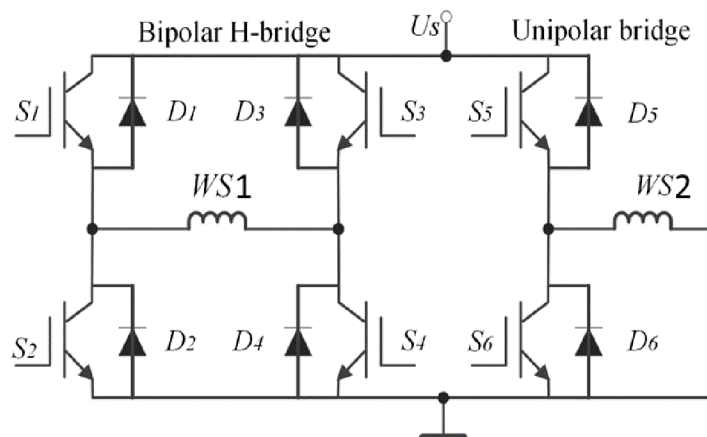 Bipolar H-bridge Us Unipolar bridge
S1 D1 D3 S3 S5 D5
WS1 WS2
S2 D2 D4 S4 S6 D6